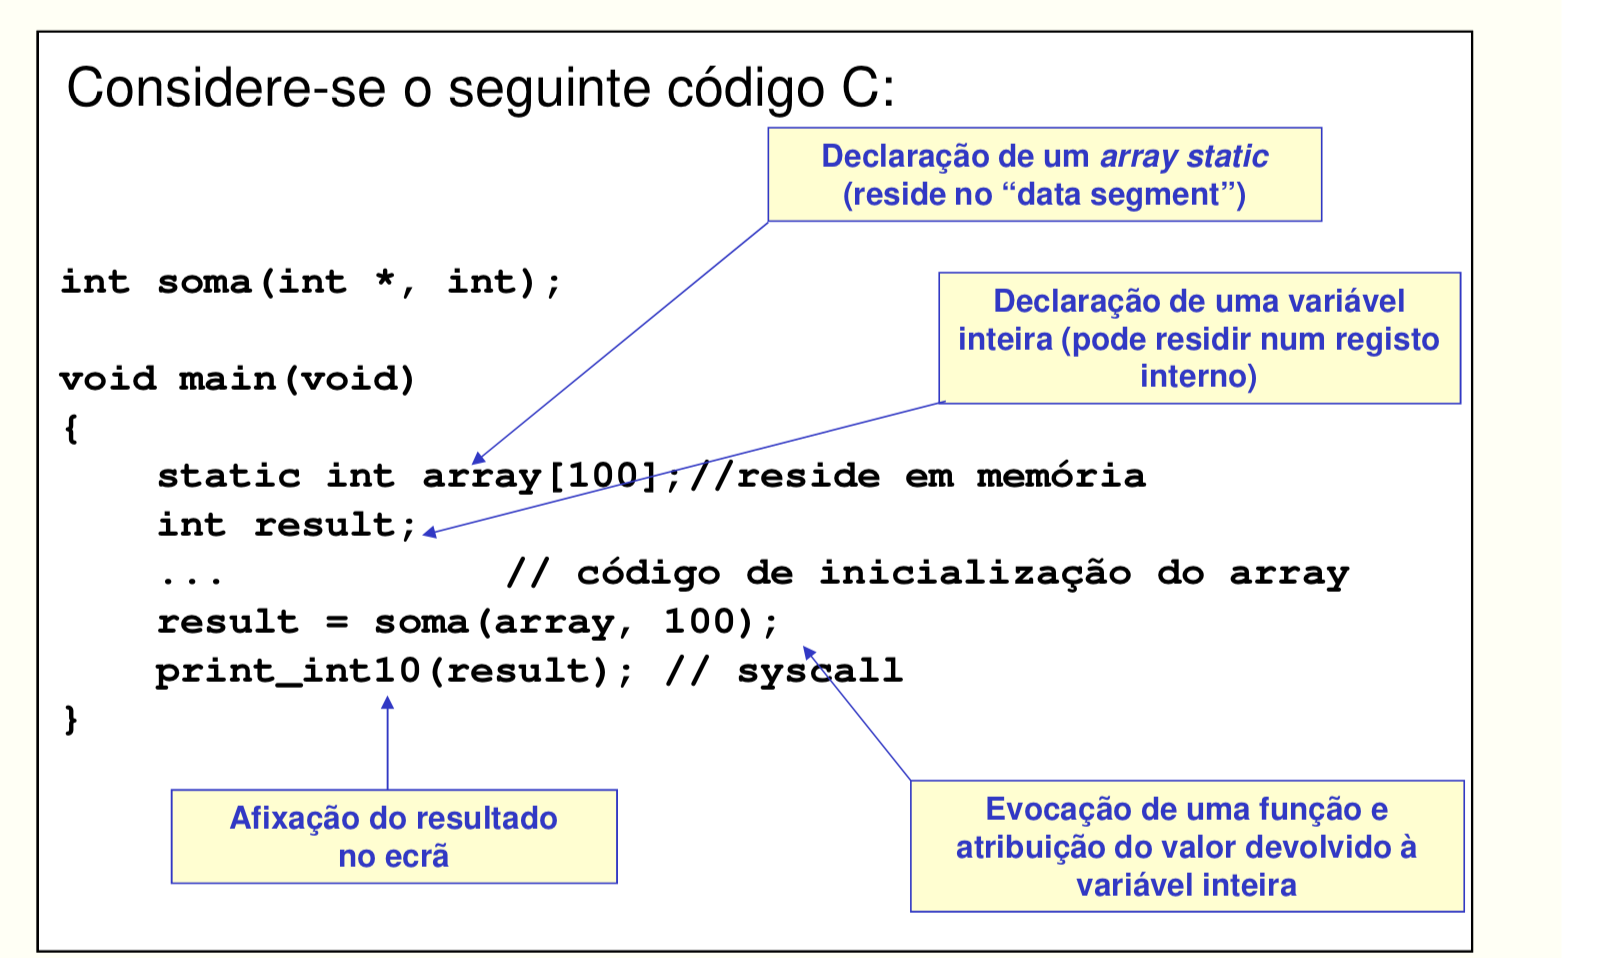 Considere-se o seguinte código C:
Declaração de um array static
(reside no “data segment”)
int soma(int *, int);
Declaração de uma variável
inteira (pode residir num registo
interno)
void main(void)
{
static int array[100];//reside em memória
int result;
... // código de inicialização do array
result = soma(array, 100);
print_int10(result); // syscall
}
Afixação do resultado
no ecrã
Evocação de uma função e
atribuição do valor devolvido à
variável inteira